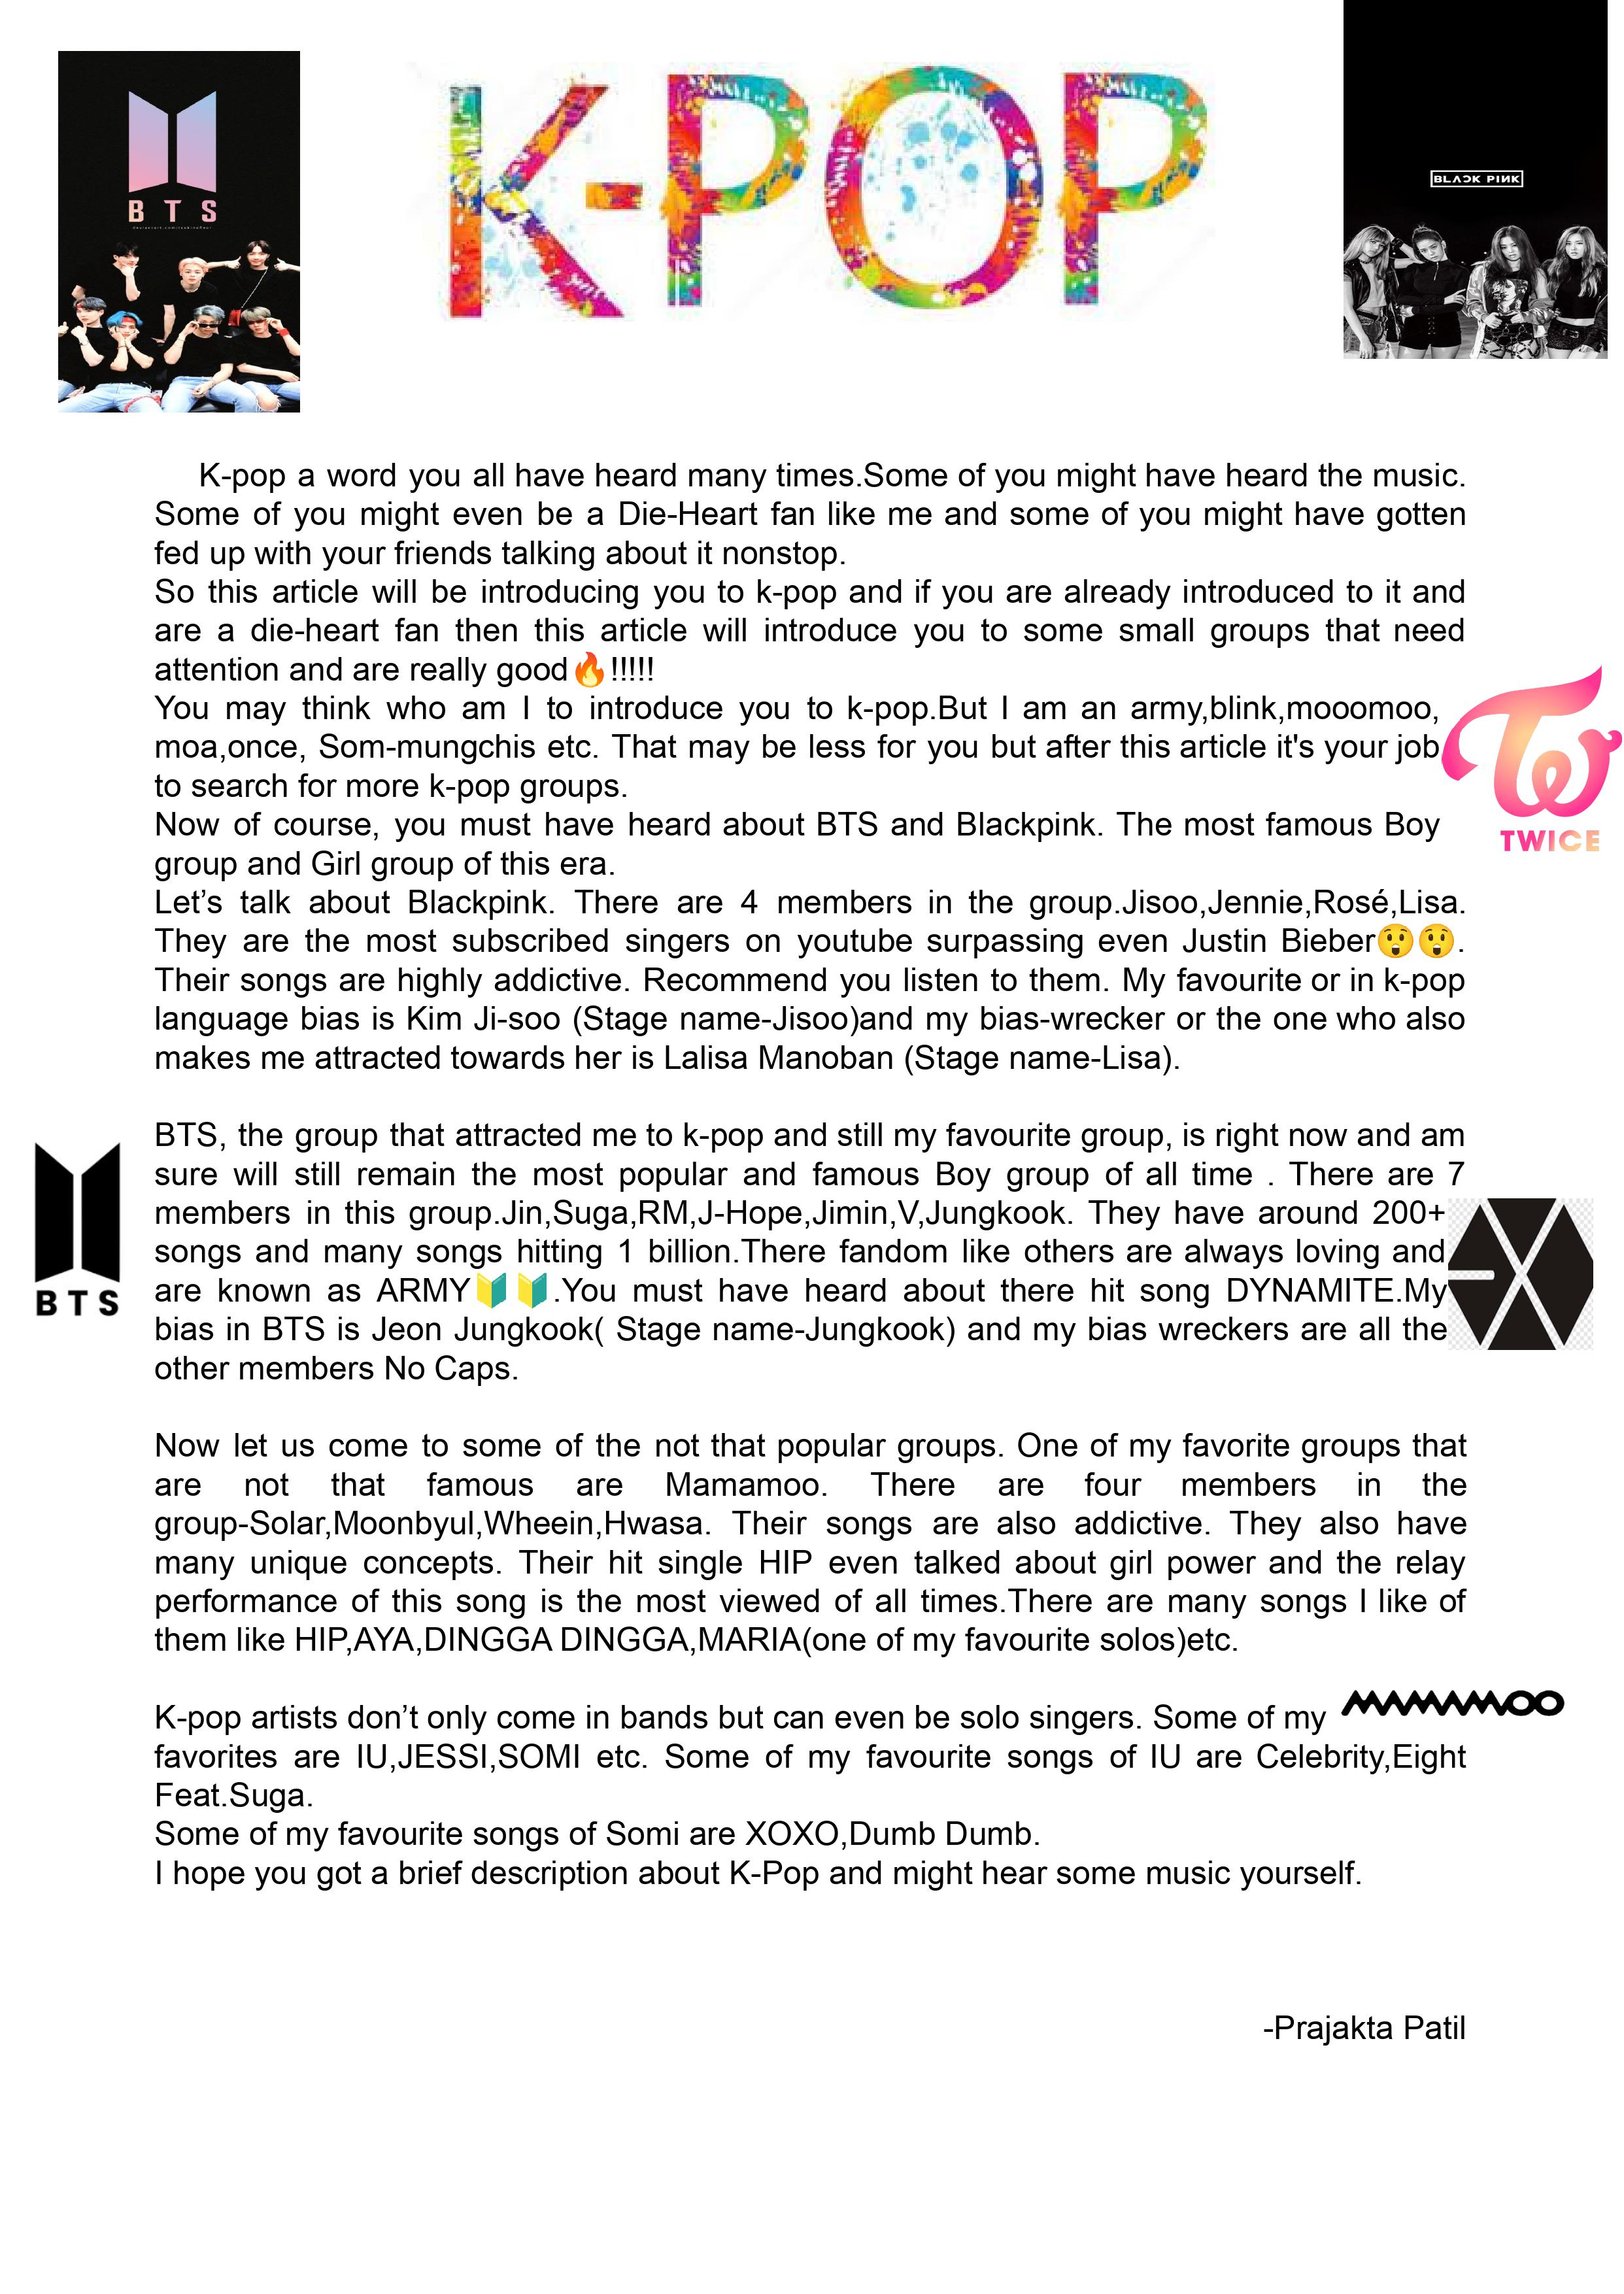 BTS
K-POP
BLACK PINK
K-pop a word you all have heard many times.Some of you might have heard the music.
Some of you might even be a Die-Heart fan like me and some of you might have gotten
fed up with your friends talking about it nonstop.
So this article will be introducing you to k-pop and if you are already introduced to it and
are a die-heart fan then this article will introduce you to some small groups that need
attention and are really good🔥!!!!!
You may think who am I to introduce you to k-pop.But I am an army,blink,mooomoo,
moa,once, Som-mungchis etc. That may be less for you but after this article it's your job
to search for more k-pop groups.
TWICE
Now of course, you must have heard about BTS and Blackpink. The most famous Boy
group and Girl group of this era.
Let’s talk about Blackpink. There are 4 members in the group.Jisoo,Jennie,Rosé,Lisa.
They are the most subscribed singers on youtube surpassing even Justin Bieber😲😲.
Their songs are highly addictive. Recommend you listen to them. My favourite or in k-pop
language bias is Kim Ji-soo (Stage name-Jisoo)and my bias-wrecker or the one who also
makes me attracted towards her is Lalisa Manoban (Stage name-Lisa).
BTS, the group that attracted me to k-pop and still my favourite group, is right now and am
sure will still remain the most popular and famous Boy group of all time . There are 7
members in this group.Jin,Suga,RM,J-Hope,Jimin,V,Jungkook. They have around 200+
songs and many songs hitting 1 billion.There fandom like others are always loving and
are known as ARMY🔰🔰.You must have heard about there hit song DYNAMITE.My
bias in BTS is Jeon Jungkook( Stage name-Jungkook) and my bias wreckers are all the
other members No Caps.
BTS
EXO
Now let us come to some of the not that popular groups. One of my favorite groups that
are not that famous are Mamamoo. There are four members in the
group-Solar,Moonbyul,Wheein,Hwasa. Their songs are also addictive. They also have
many unique concepts. Their hit single HIP even talked about girl power and the relay
performance of this song is the most viewed of all times.There are many songs I like of
them like HIP,AYA,DINGGA DINGGA,MARIA(one of my favourite solos)etc.
MAMAMOO
K-pop artists don’t only come in bands but can even be solo singers. Some of my
favorites are IU,JESSI,SOMI etc. Some of my favourite songs of IU are Celebrity,Eight
Feat.Suga.
Some of my favourite songs of Somi are XOXO,Dumb Dumb.
I hope you got a brief description about K-Pop and might hear some music yourself.
-Prajakta Patil